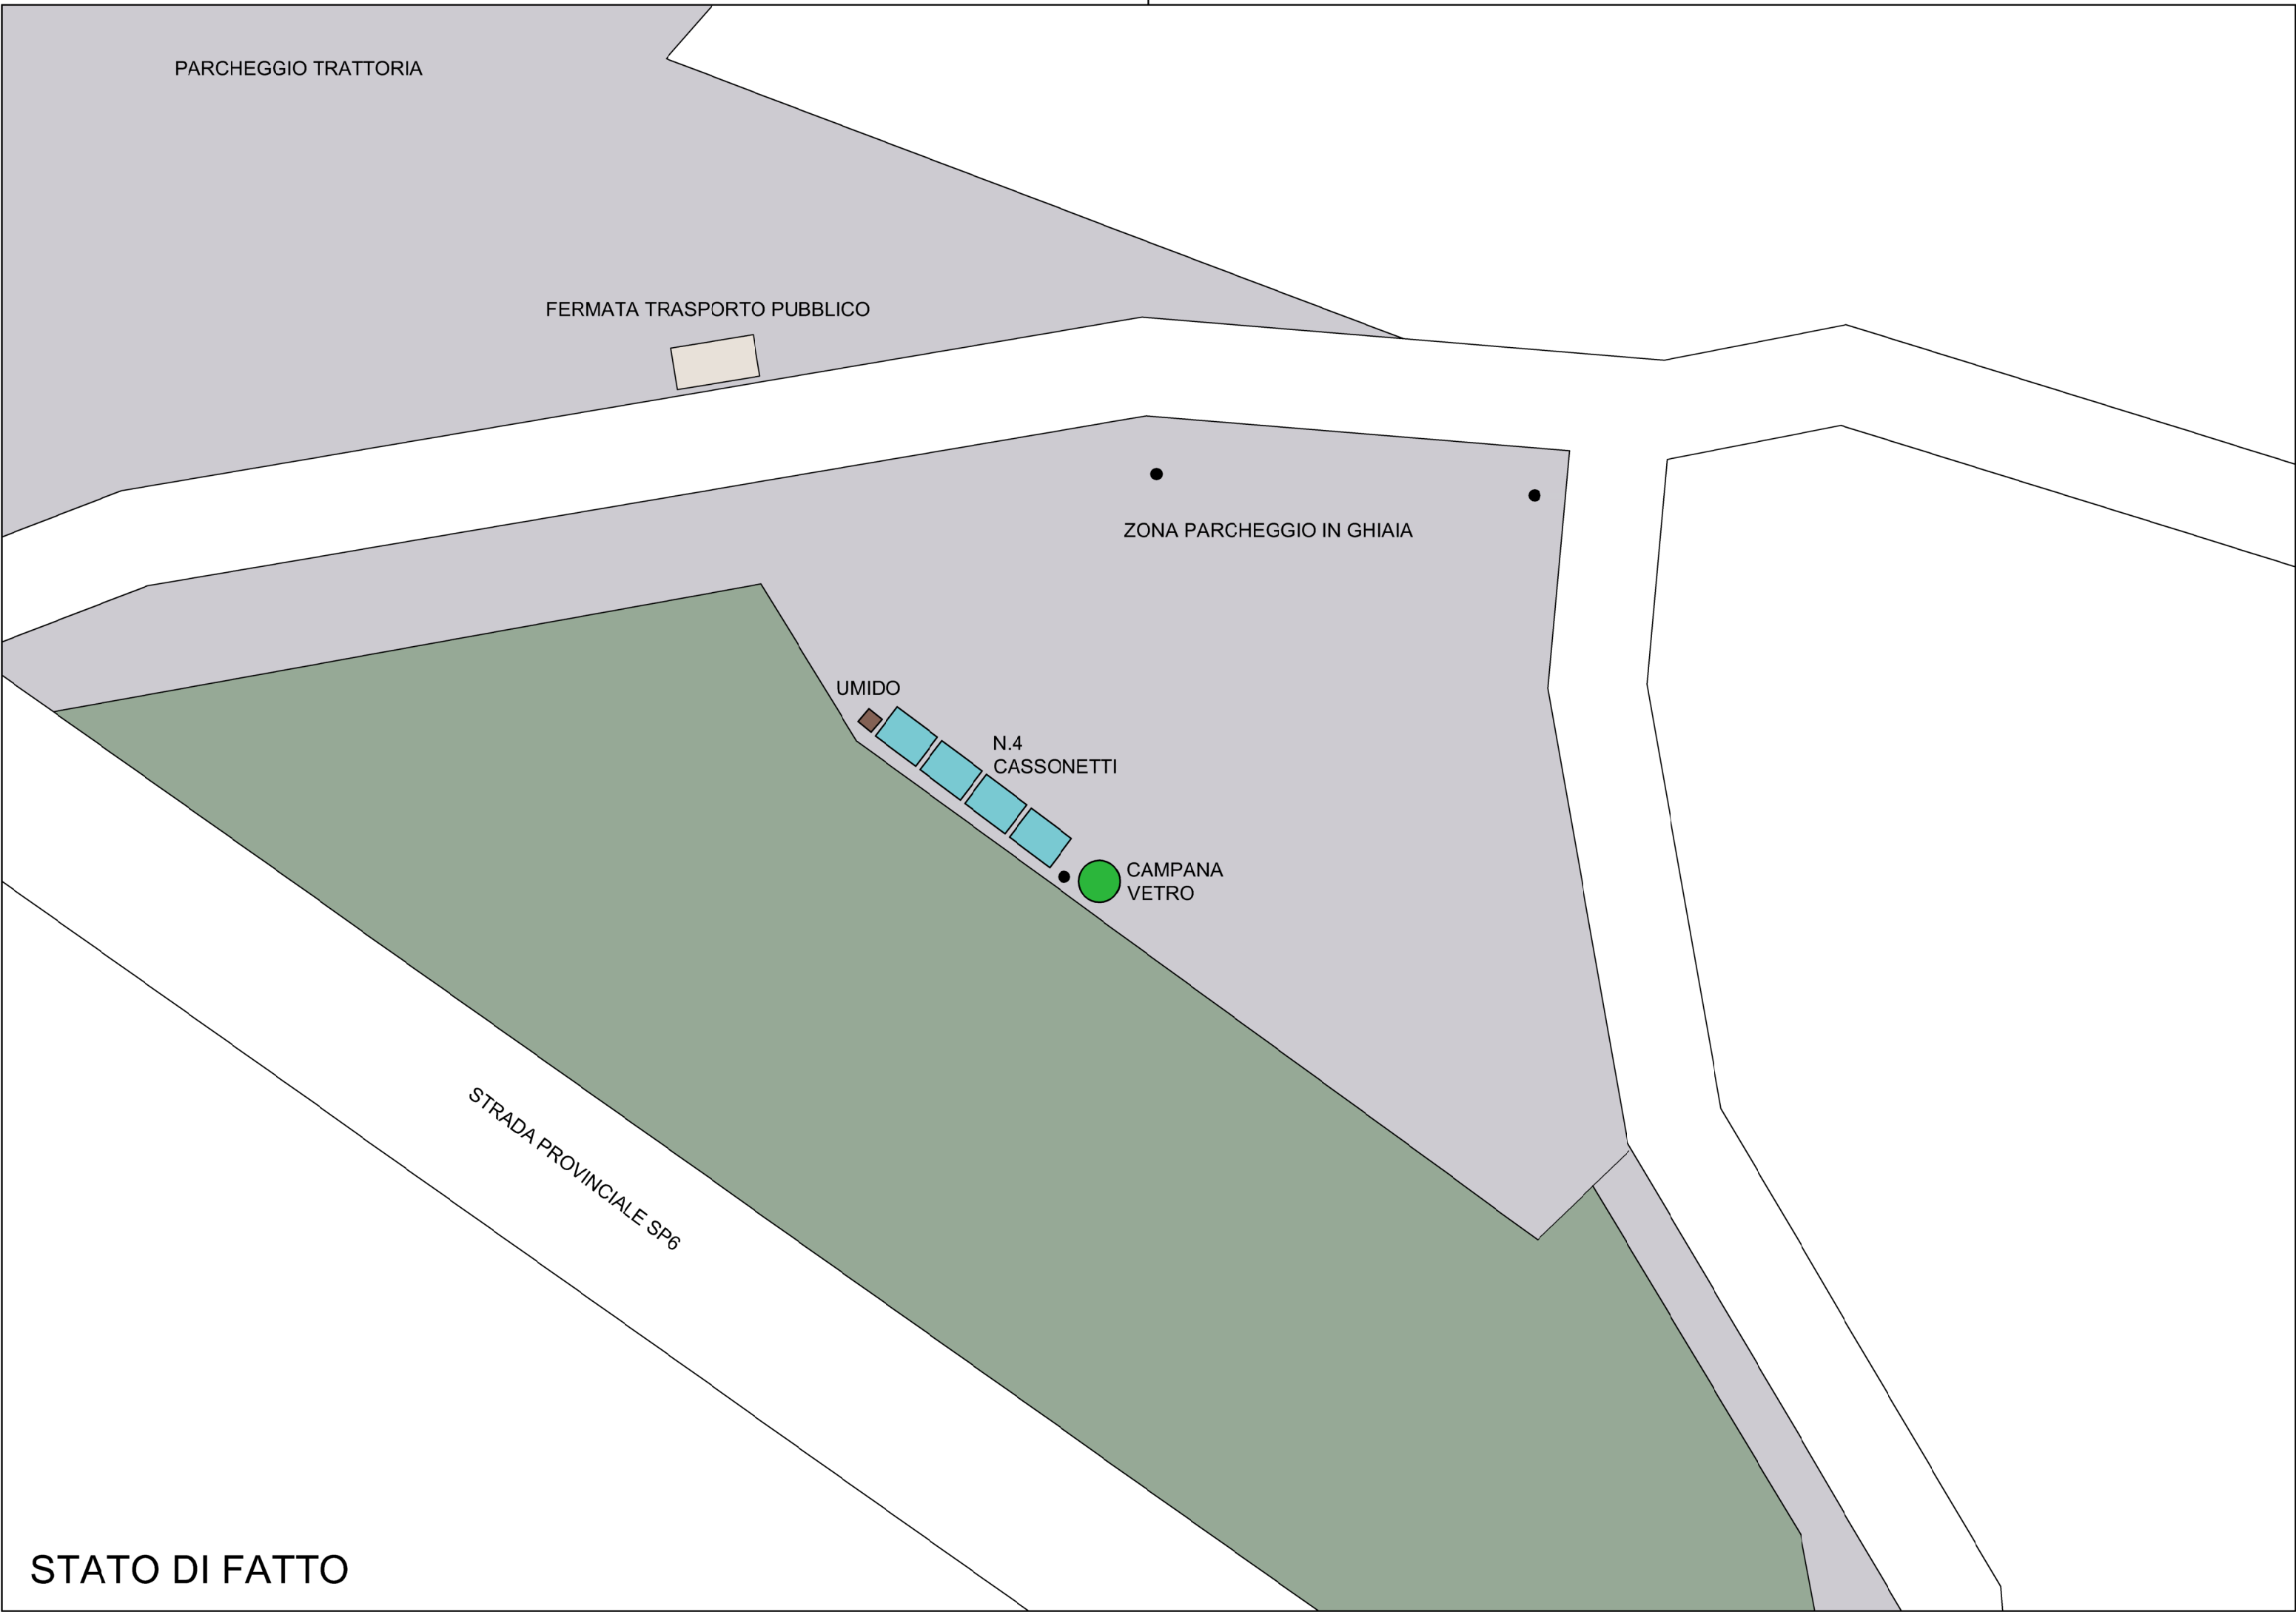 PARCHEGGIO TRATTORIA
FERMATA TRASPORTO PUBBLICO
ZONA PARCHEGGIO IN GHIAIA
UMIDO
N.4
CASSONETTI
CAMPANA
VETRO
STRADA PROVINCIALE SP6
STATO DI FATTO